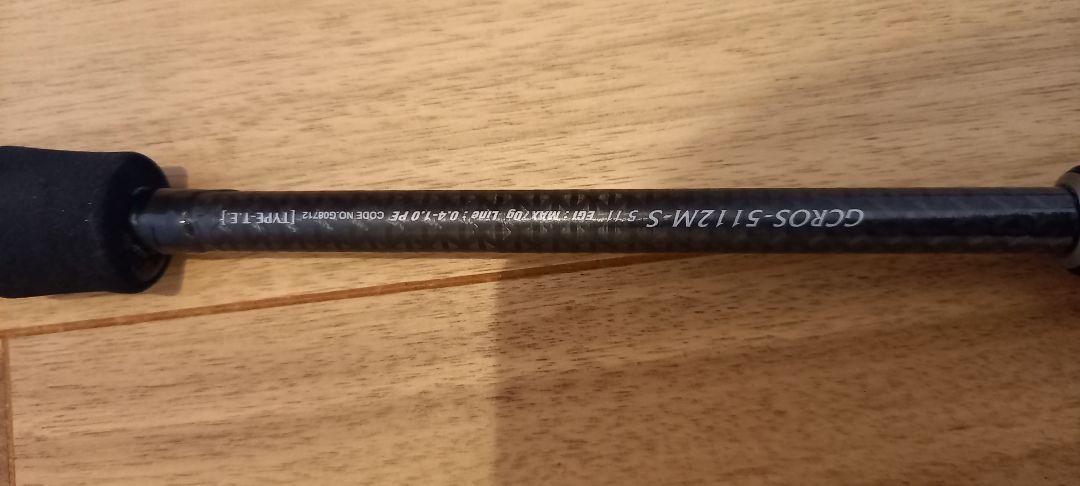 GCROS-5112M-S 5'11" EGI : MAX70g Line : 0.4-1.0 PE CODE NO.G08712 [TYPE-T.E]